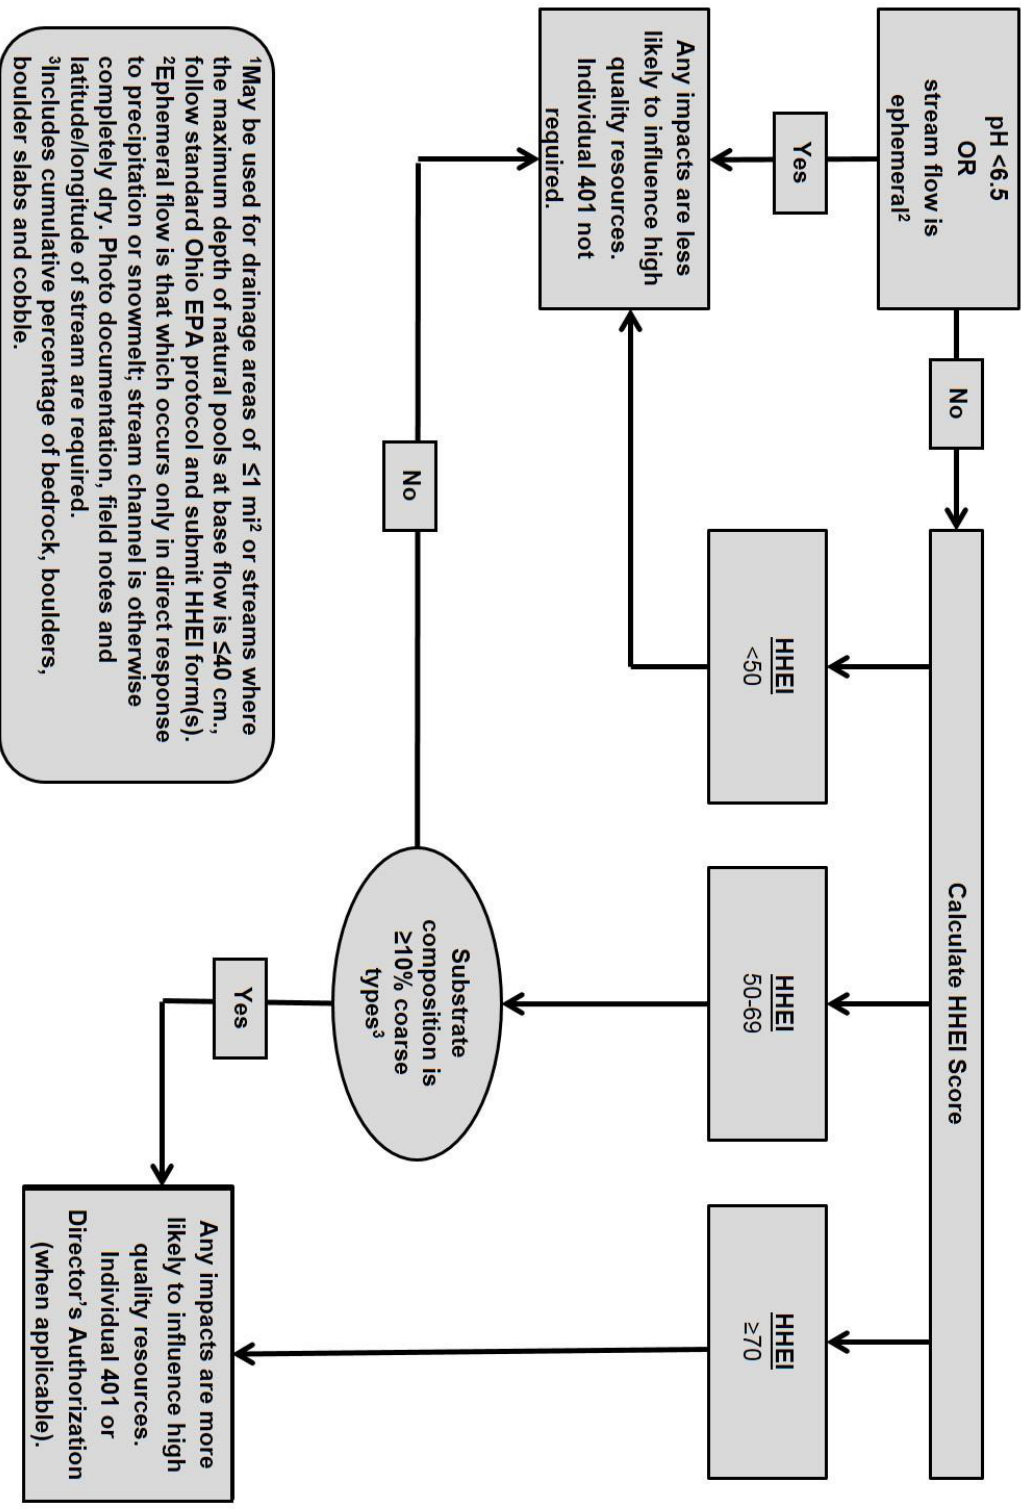 pH <6.5
OR
stream flow is
ephemeral²
No
Calculate HHEI Score
Yes
Any impacts are less
likely to influence high
quality resources.
Individual 401 not
required.
HHEI
<50
HHEI
50-69
HHEI
≥70
No
Substrate
composition is
≥10% coarse
types³
Yes
Any impacts are more
likely to influence high
quality resources.
Individual 401 or
Director's Authorization
(when applicable).
¹May be used for drainage areas of ≤1 mi² or streams where
the maximum depth of natural pools at base flow is ≤40 cm.,
follow standard Ohio EPA protocol and submit HHEI form(s).
²Ephemeral flow is that which occurs only in direct response
to precipitation or snowmelt; stream channel is otherwise
completely dry. Photo documentation, field notes and
latitude/longitude of stream are required.
³Includes cumulative percentage of bedrock, boulders,
boulder slabs and cobble.